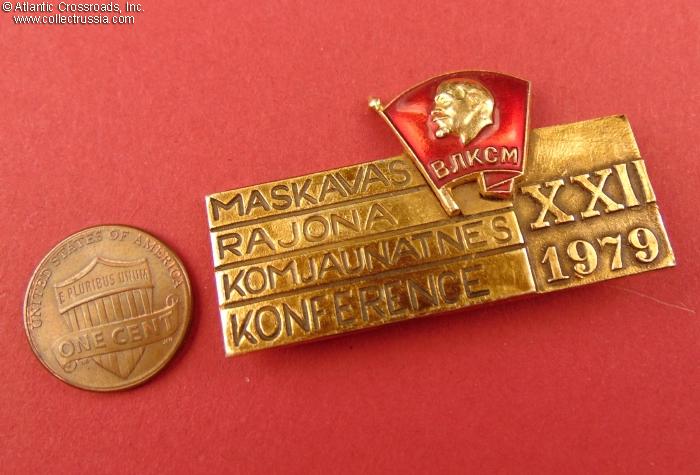 © Atlantic Crossroads, Inc.
www.collectrussia.com
ВЛКСМ
MASKAVAS
RAJONA
KOMJAUNATNES
KONFERENCE
XXII
1979
UNITED STATES OF AMERICA
E PLURIBUS UNUM
ONE CENT